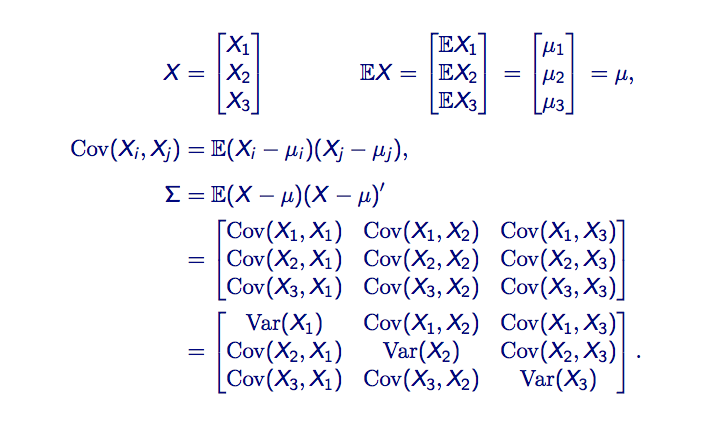 X = [X₁ X₂ X₃] 𝔼X = [𝔼X₁ 𝔼X₂ 𝔼X₃] = [μ₁ μ₂ μ₃] = μ,
Cov(Xᵢ, Xⱼ) = 𝔼(Xᵢ − μᵢ)(Xⱼ − μⱼ),
Σ = 𝔼(X − μ)(X − μ)′
= [Cov(X₁, X₁) Cov(X₁, X₂) Cov(X₁, X₃)
Cov(X₂, X₁) Cov(X₂, X₂) Cov(X₂, X₃)
Cov(X₃, X₁) Cov(X₃, X₂) Cov(X₃, X₃)]
= [Var(X₁) Cov(X₁, X₂) Cov(X₁, X₃)
Cov(X₂, X₁) Var(X₂) Cov(X₂, X₃)
Cov(X₃, X₁) Cov(X₃, X₂) Var(X₃)] .